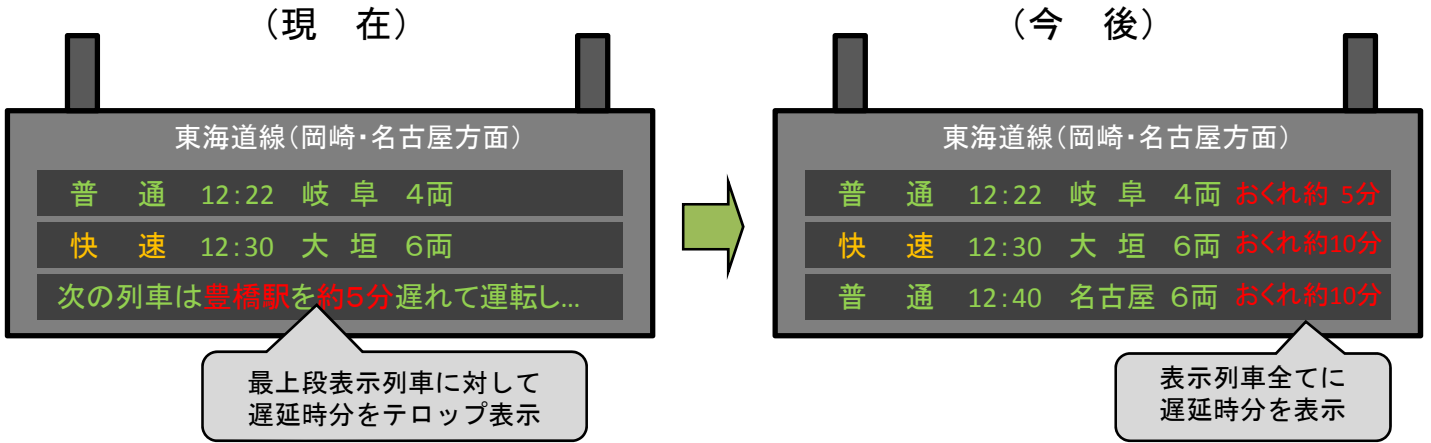 （現　在）
東海道線（岡崎・名古屋方面）
普　通　12：22　岐　阜　４両
快　速　12：30　大　垣　６両
次の列車は豊橋駅を約５分遅れて運転し…
最上段表示列車に対して
遅延時分をテロップ表示
（今　後）
東海道線（岡崎・名古屋方面）
普　通　12：22　岐　阜　４両　おくれ約 5分
快　速　12：30　大　垣　６両　おくれ約10分
普　通　12：40　名古屋　６両　おくれ約10分
表示列車全てに
遅延時分を表示